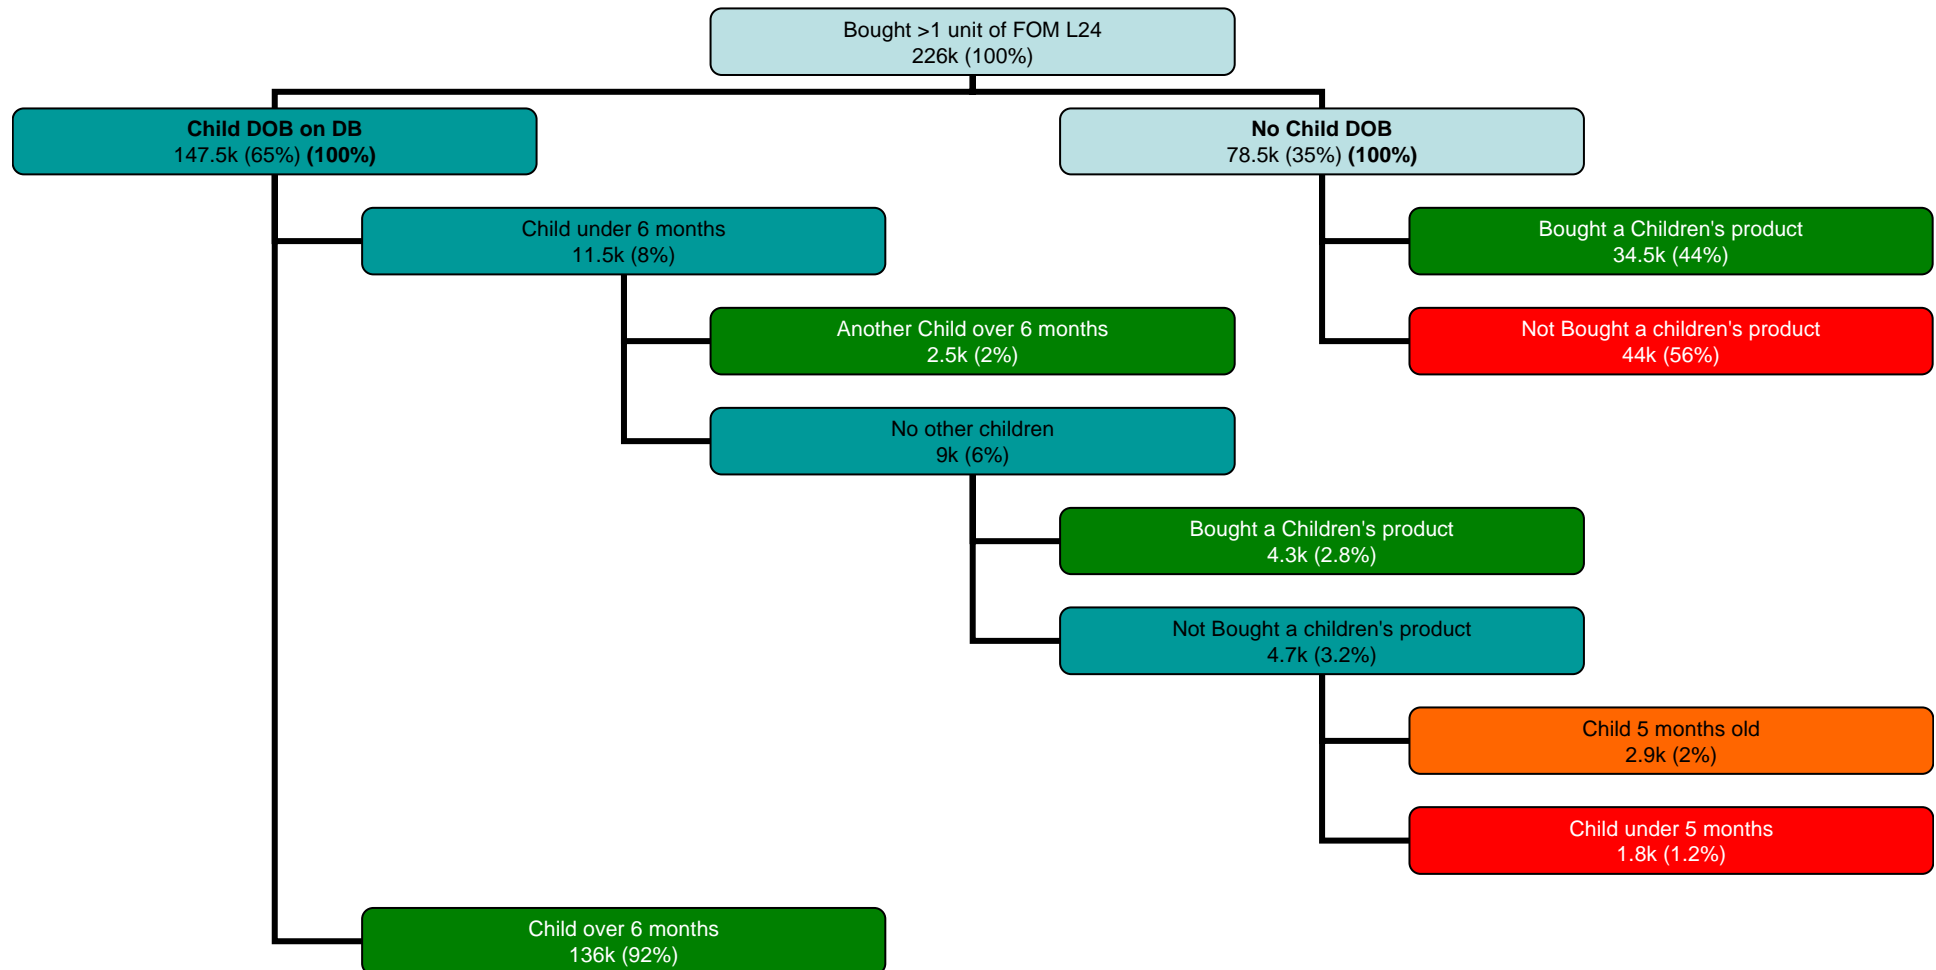 Bought >1 unit of FOM L24
226k (100%)
Child DOB on DB
147.5k (65%) (100%)
No Child DOB
78.5k (35%) (100%)
Child under 6 months
11.5k (8%)
Bought a Children's product
34.5k (44%)
Another Child over 6 months
2.5k (2%)
Not Bought a children's product
44k (56%)
No other children
9k (6%)
Bought a Children's product
4.3k (2.8%)
Not Bought a children's product
4.7k (3.2%)
Child 5 months old
2.9k (2%)
Child under 5 months
1.8k (1.2%)
Child over 6 months
136k (92%)